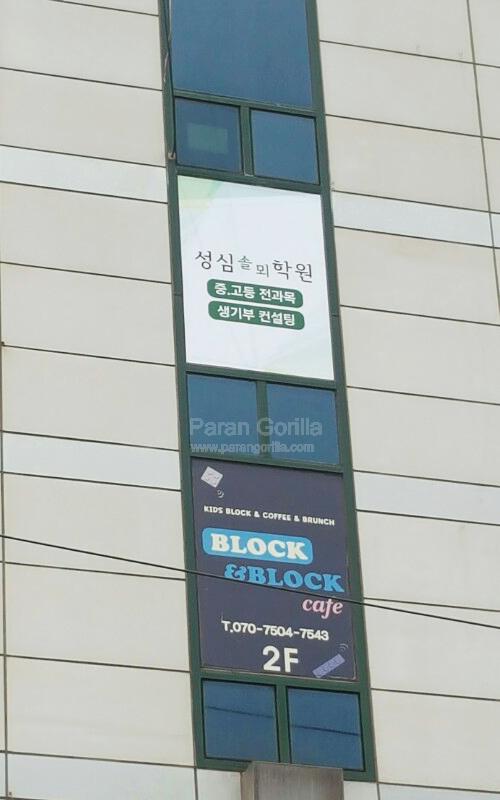 성심솔뫼학원
중.고등 전과목
생기부 컨설팅
Paran Gorilla
www.parangorilla.com
KIDS BLOCK & COFFEE & BRUNCH
BLOCK
&BLOCK
cafe
T.070-7504-7543
2F